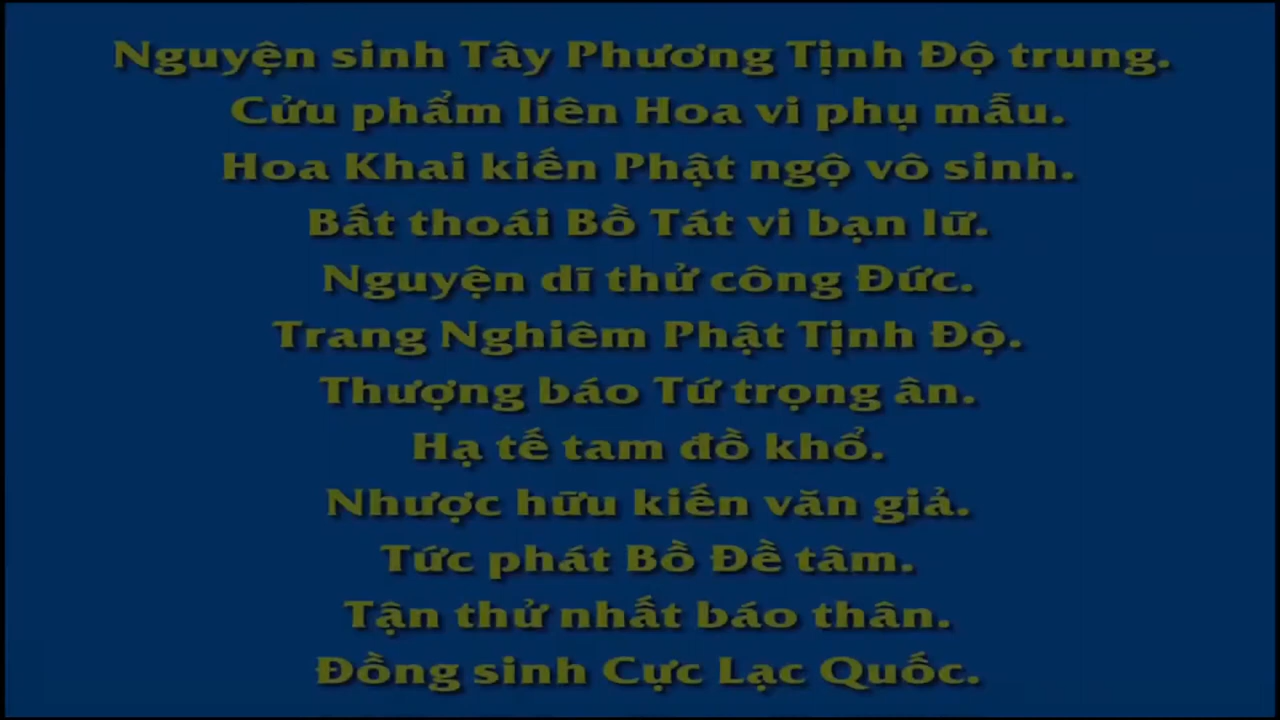 Nguyện sinh Tây Phương Tịnh Độ trung.
Cửu phẩm liên Hoa vi phụ mẫu.
Hoa Khai kiến Phật ngộ vô sinh.
Bất thoái Bồ Tát vi bạn lữ.
Nguyện dĩ thử công Đức.
Trang Nghiêm Phật Tịnh Độ.
Thượng báo Tứ trọng ân.
Hạ tế tam đồ khổ.
Nhược hữu kiến văn giả.
Tức phát Bồ Đề tâm.
Tận thử nhất báo thân.
Đồng sinh Cực Lạc Quốc.